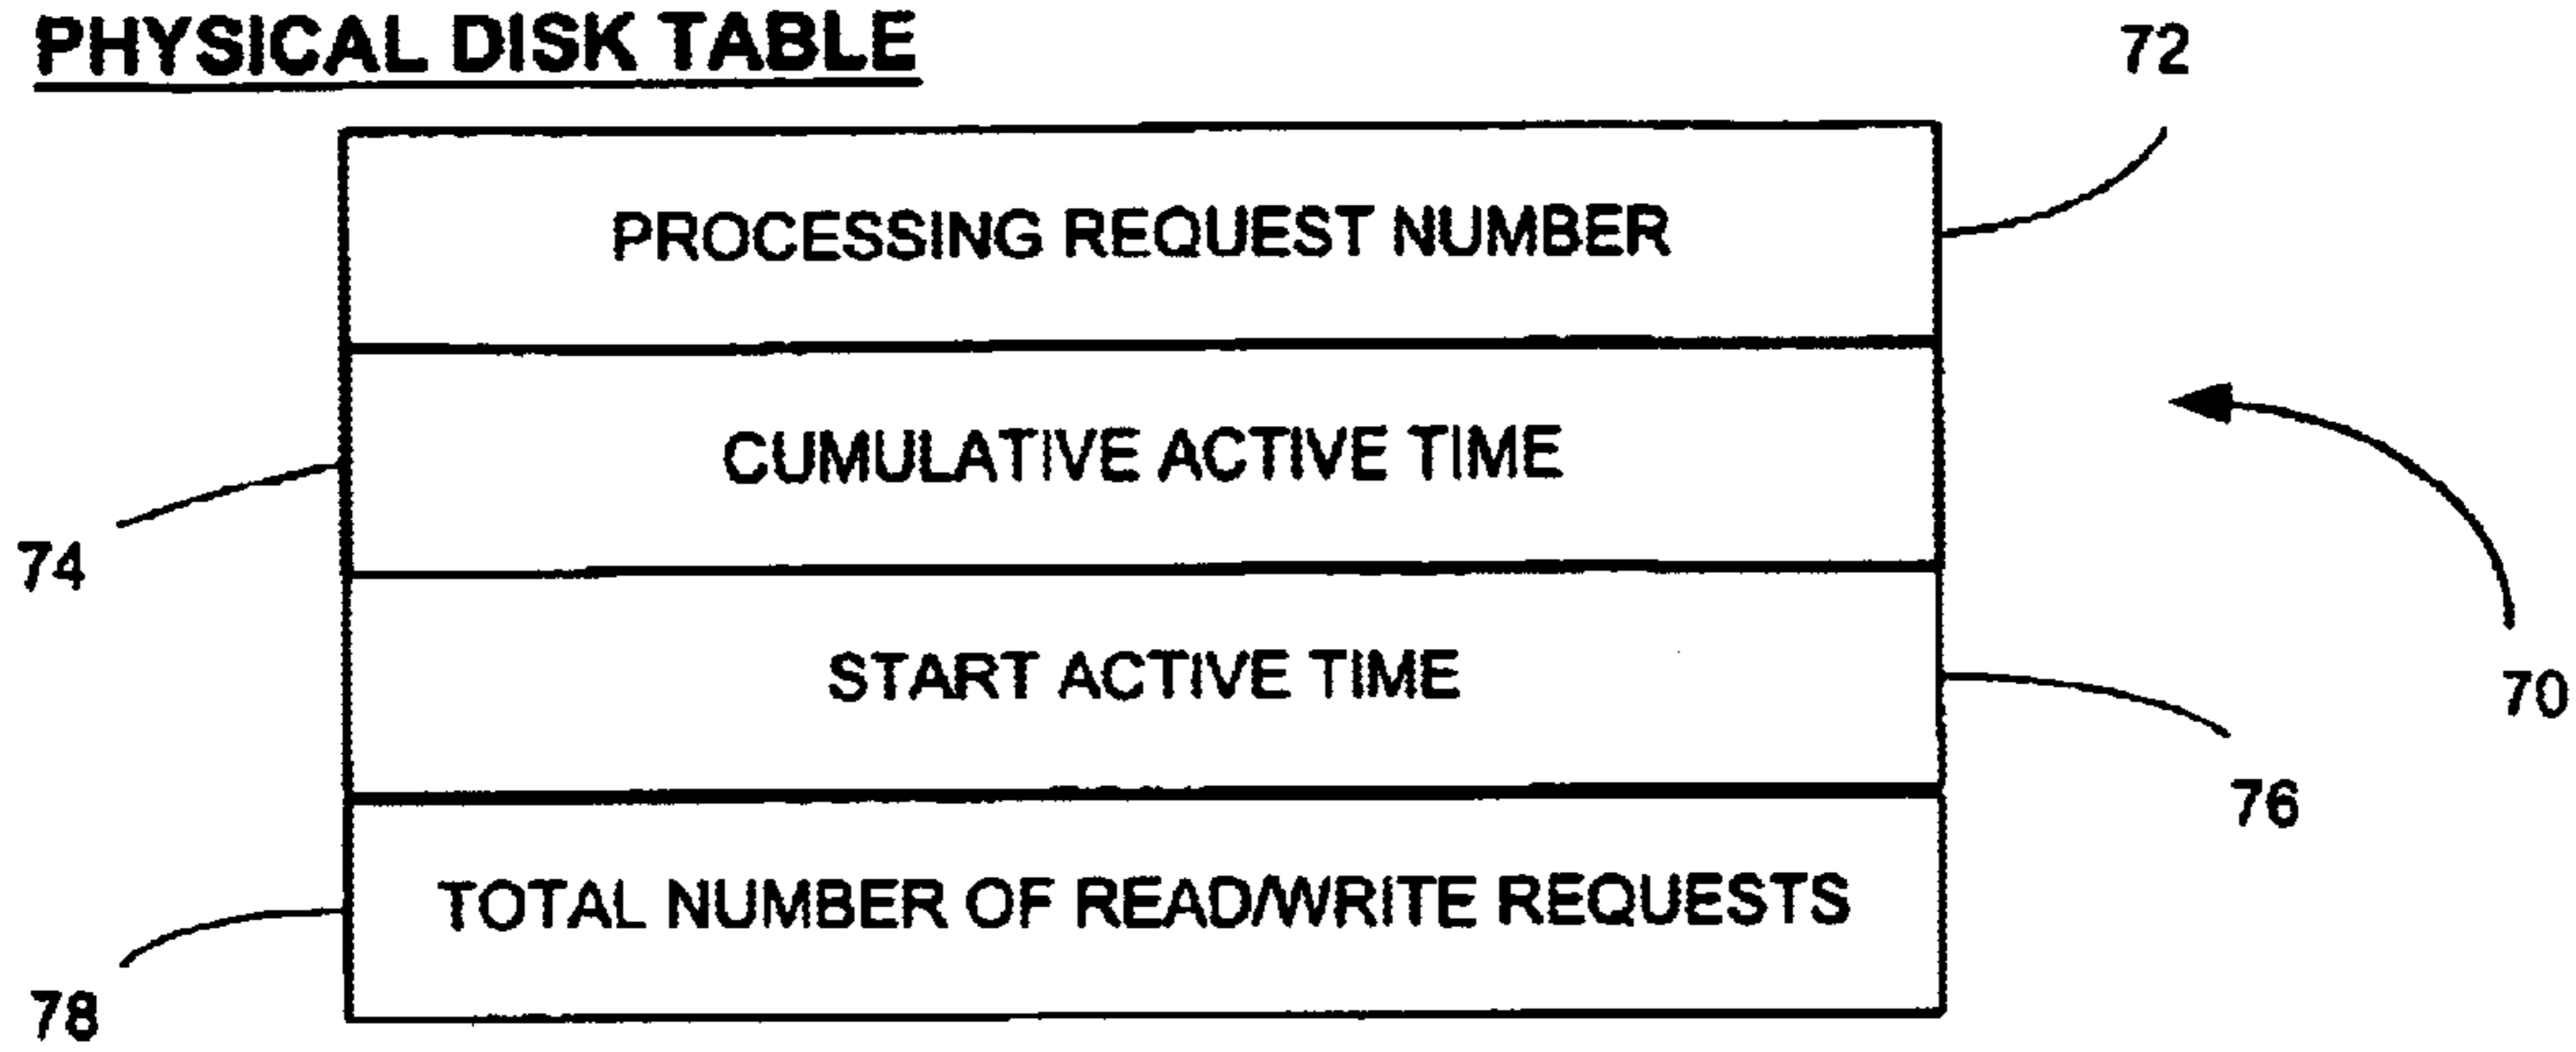 PHYSICAL DISK TABLE
72
PROCESSING REQUEST NUMBER
CUMULATIVE ACTIVE TIME
74
START ACTIVE TIME
70
76
TOTAL NUMBER OF READ/WRITE REQUESTS
78